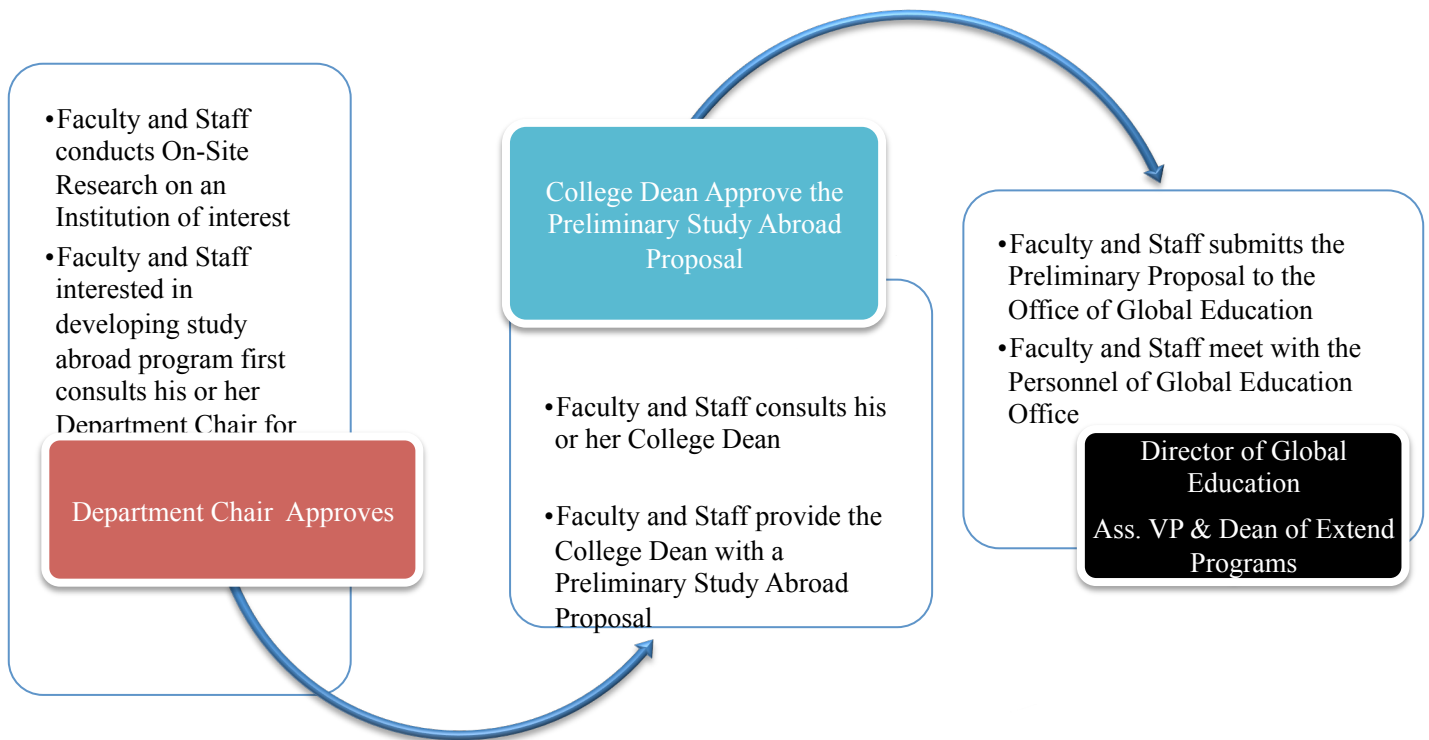 •Faculty and Staff
conducts On-Site
Research on an
Institution of interest
•Faculty and Staff
interested in
developing study
abroad program first
consults his or her
Department Chair for
Department Chair  Approves
College Dean Approve the
Preliminary Study Abroad
Proposal
•Faculty and Staff consults his
or her College Dean
•Faculty and Staff provide the
College Dean with a
Preliminary Study Abroad
Proposal
•Faculty and Staff submitts the
Preliminary Proposal to the
Office of Global Education
•Faculty and Staff meet with the
Personnel of Global Education
Office
Director of Global
Education
Ass. VP & Dean of Extend
Programs